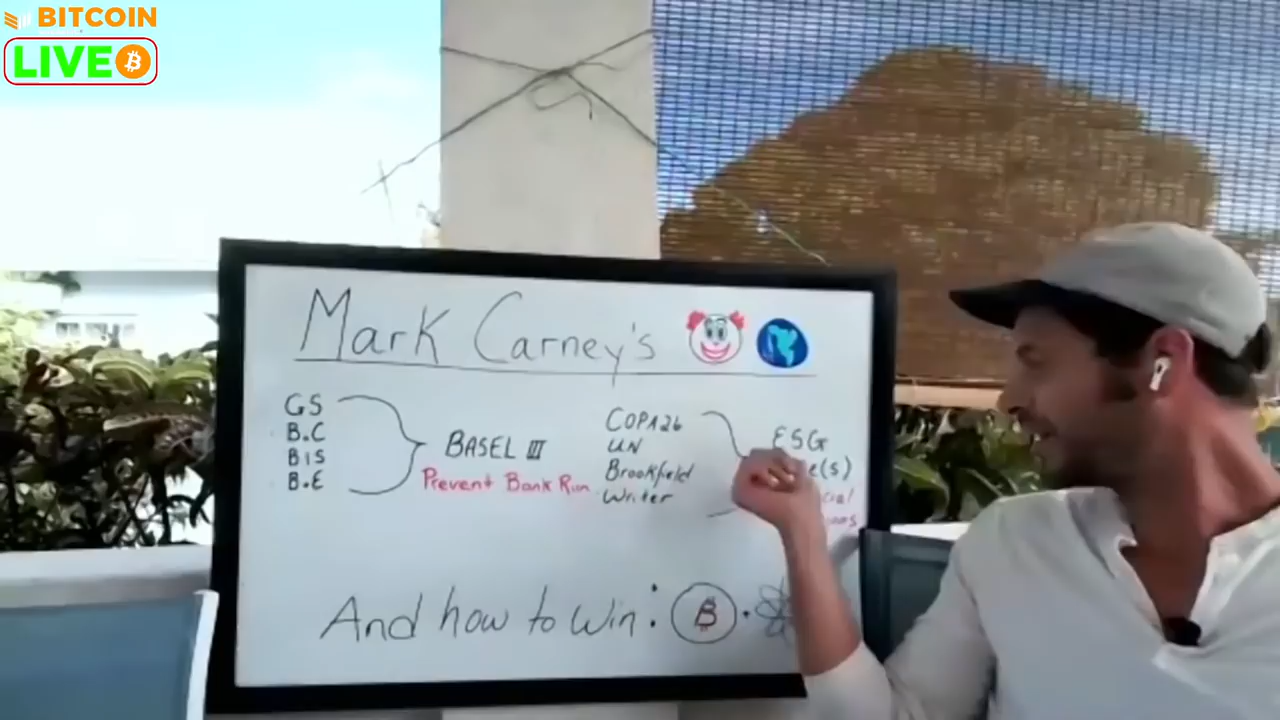 BITCOIN
LIVE
Mark Carney's
GS
B.C
BIS
B.E
BASEL III
Prevent Bank Run
COP26
UN
Brookfield
Writer
ESG
And how to win: